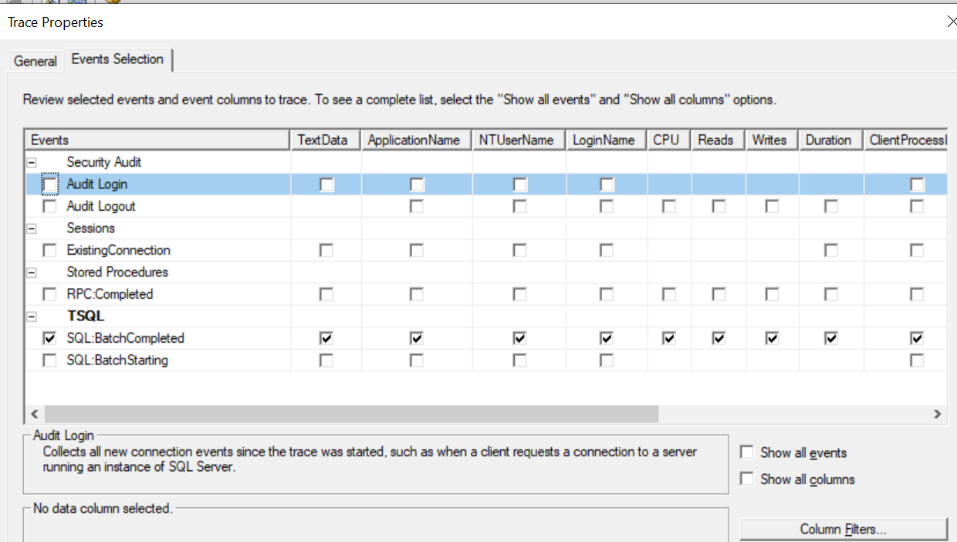 Trace Properties
General Events Selection
Review selected events and event columns to trace. To see a complete list, select the "Show all events" and "Show all columns" options.
Events TextData ApplicationName NTUserName LoginName CPU Reads Writes Duration ClientProcessI
Security Audit
Audit Login
Audit Logout
Sessions
ExistingConnection
Stored Procedures
RPC:Completed
TSQL
SQL:BatchCompleted
SQL:BatchStarting
Audit Login
Collects all new connection events since the trace was started, such as when a client requests a connection to a server
running an instance of SQL Server.
Show all events
Show all columns
No data column selected.
Column Filters...